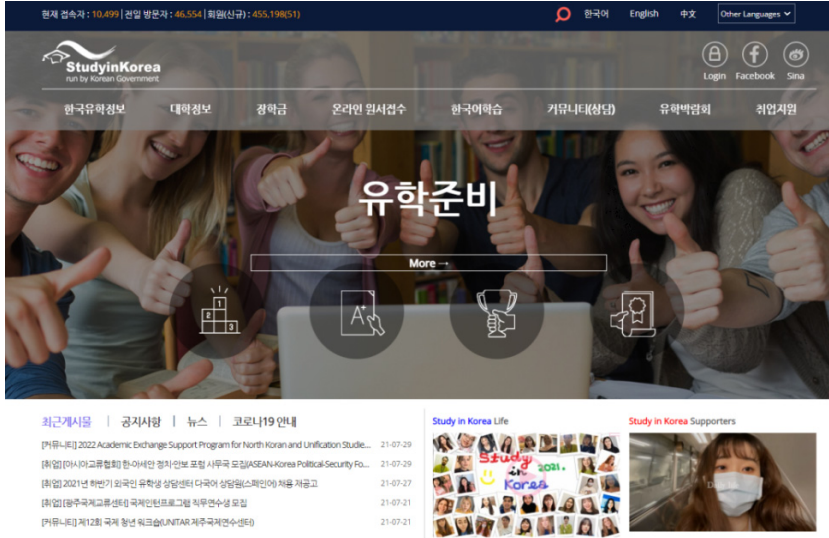 현재 접속자 : 10,499 | 전일 방문자 : 46,554 | 회원(신규) : 455,198(51)
한국어 English 中文 Other Languages
StudyinKorea
run by Korean Government
Login Facebook Sina
한국유학정보 대학정보 장학금 온라인 원서접수 한국어학습 커뮤니티(상담) 유학박람회 취업지원
유학준비
More →
1
2
3
A+
최근게시물 | 공지사항 | 뉴스 | 코로나19 안내
[커뮤니티] 2022 Academic Exchange Support Program for North Koran and Unification Studie... 21-07-29
[취업] [아시아교류협회] 한-아세안 정치·안보 포럼 사무국 모집(ASEAN-Korea Political-Security Fo... 21-07-29
[취업] 2021년 하반기 외국인 유학생 상담센터 다국어 상담원(스페인어) 채용 재공고 21-07-27
[취업] [광주국제교류센터] 국제인턴프로그램 직무연수생 모집 21-07-21
[커뮤니티] 제12회 국제 청년 워크숍(UNITAR 제주국제연수센터) 21-07-21
Study in Korea Life
Study
in 2021.
Korea
Study in Korea Supporters